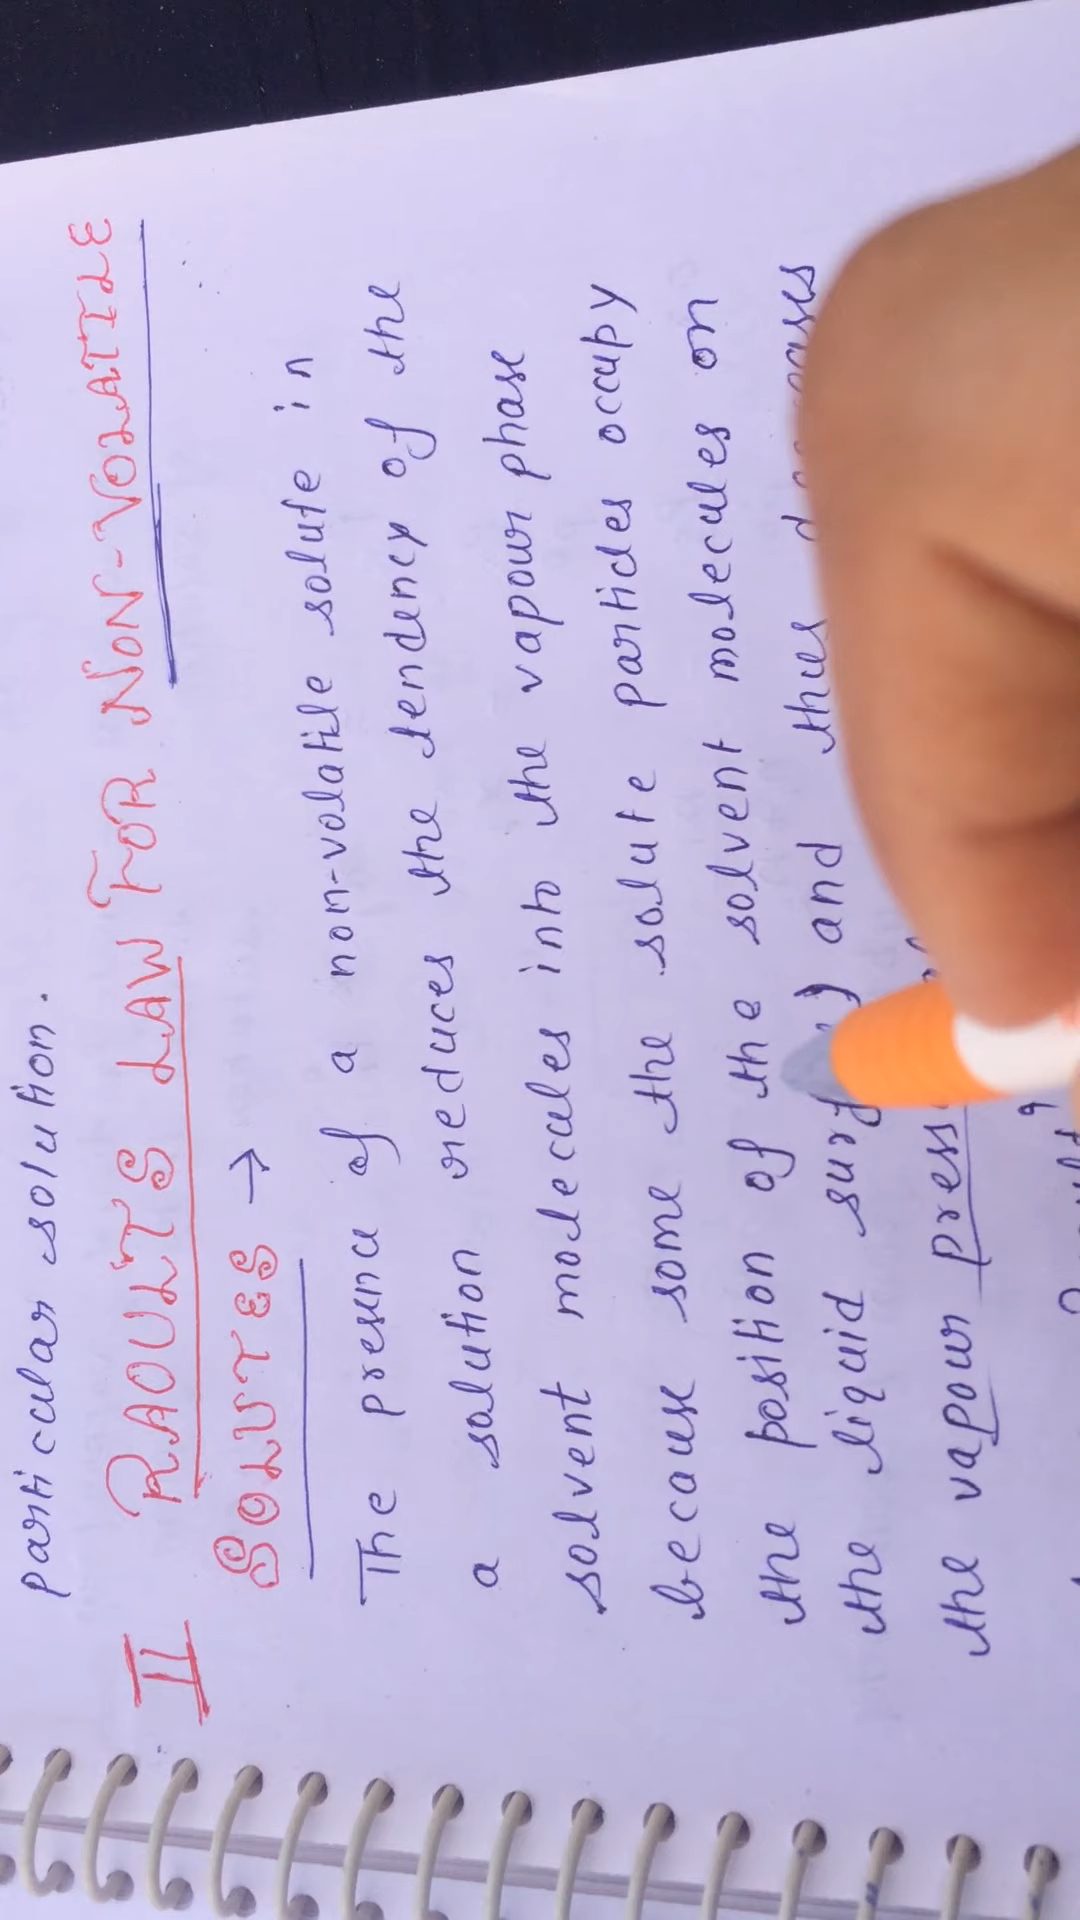 particular solution.
II RAOULTS LAW FOR NON-VOLATILE
SOLUTES →
The presence of a non-volatile solute in
a solution reduces the tendency of the
solvent molecules into the vapour phase
because some the solute particles occupy
the position of the solvent molecules on
the liquid and thus
the vapour